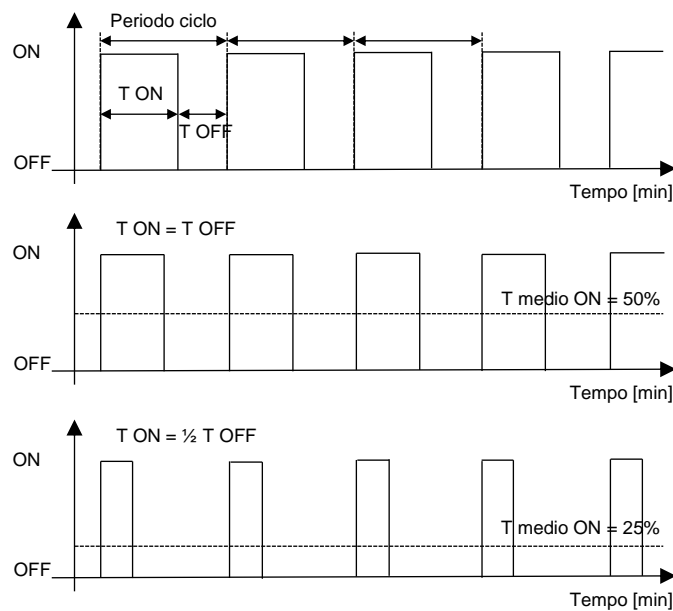 Periodo ciclo
ON
T ON
T OFF
OFF
Tempo [min]
T ON = T OFF
ON
T medio ON = 50%
OFF
Tempo [min]
T ON = ½ T OFF
ON
T medio ON = 25%
OFF
Tempo [min]